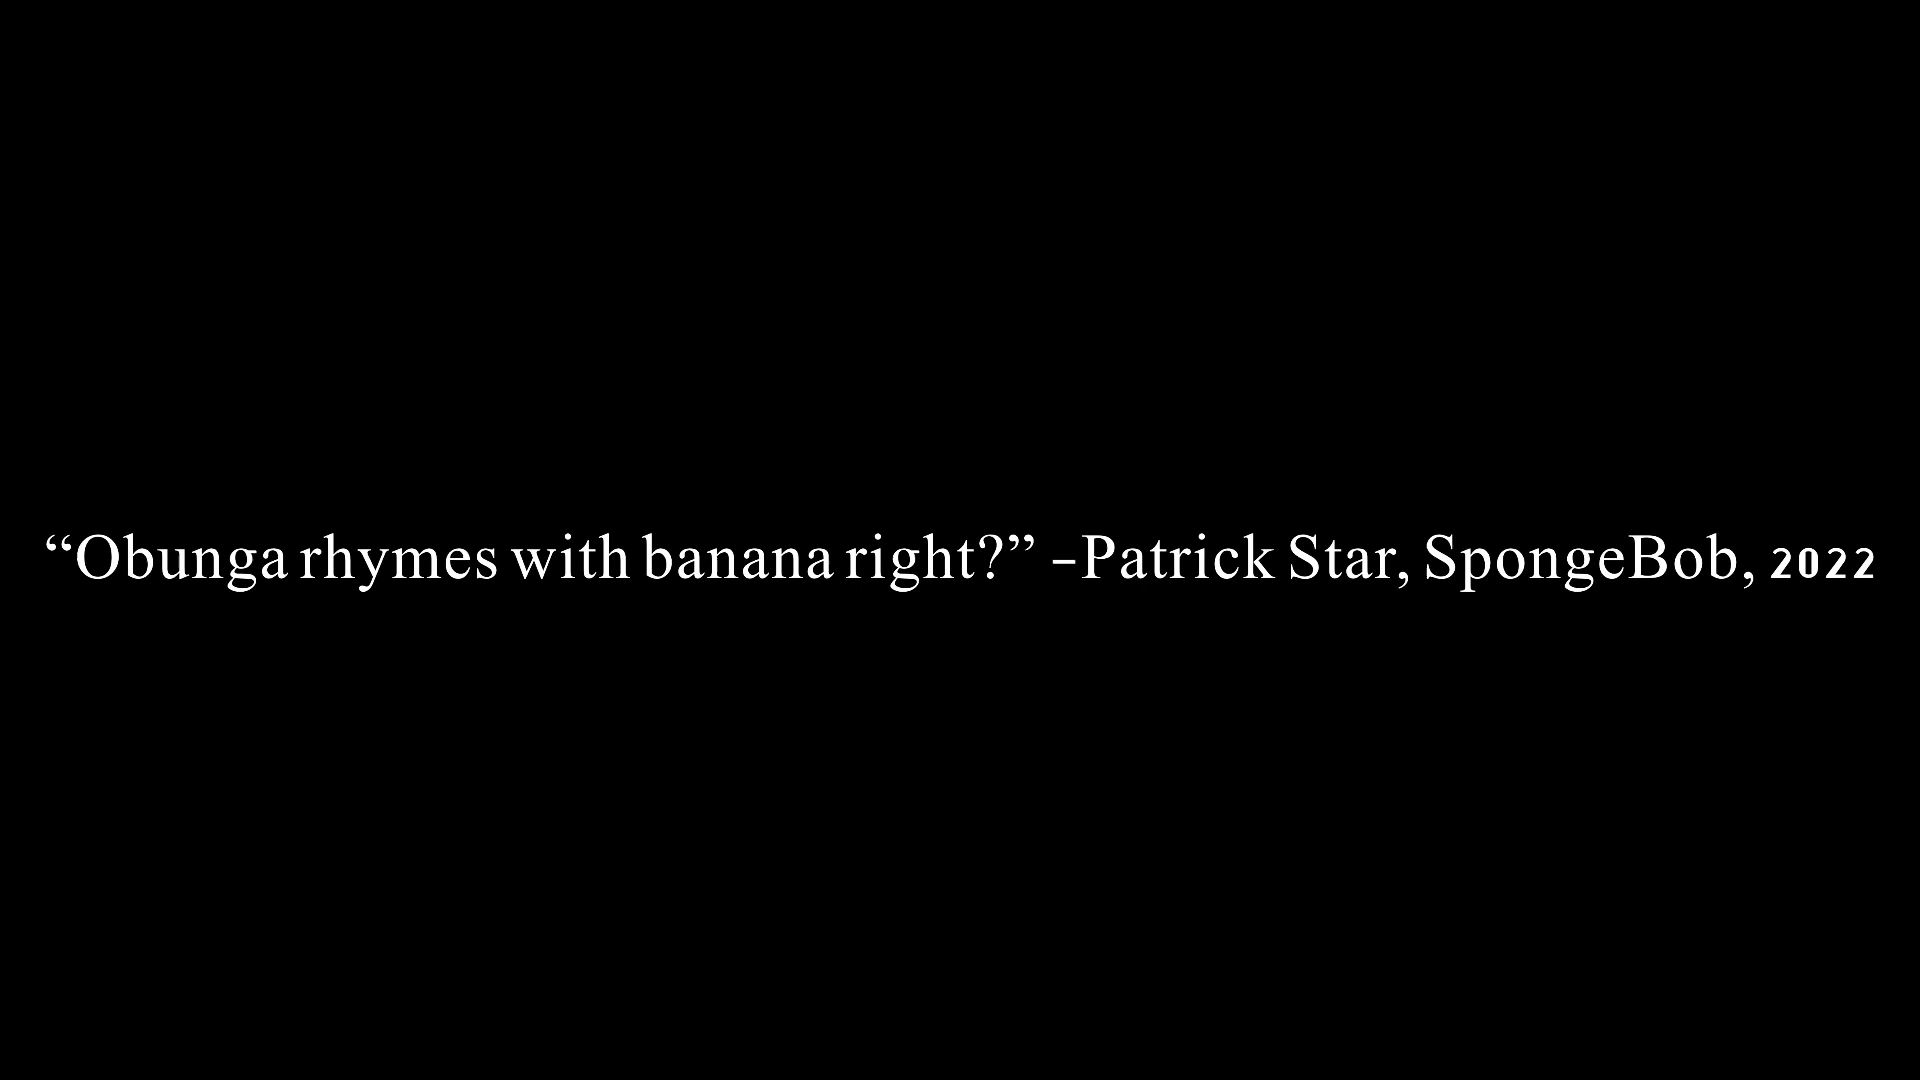 “Obunga rhymes with banana right?” –Patrick Star, SpongeBob, 2022